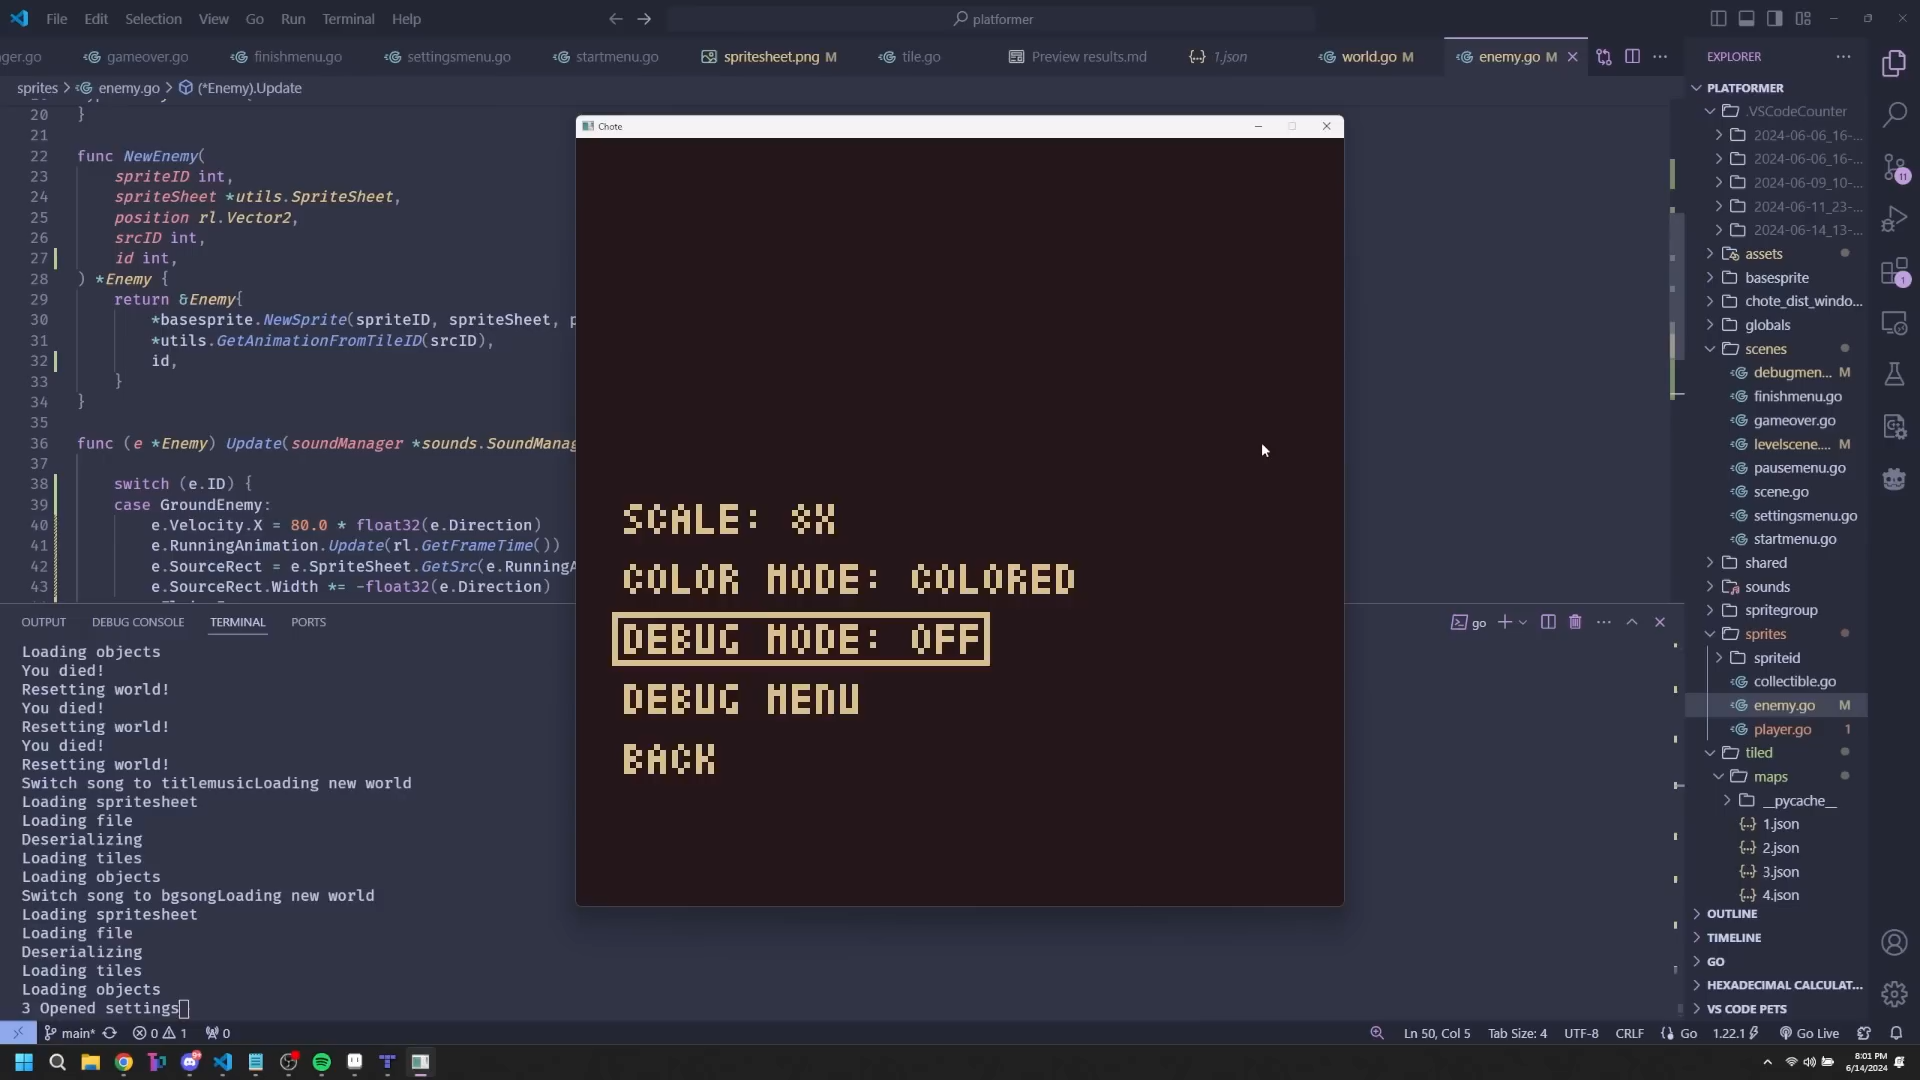 File Edit Selection View Go Run Terminal Help
platformer
ger.go gameover.go finishmenu.go settingsmenu.go startmenu.go spritesheet.png M tile.go Preview results.md 1.json world.go M enemy.go M
sprites > enemy.go > (*Enemy).Update
20 }
21
22 func NewEnemy(
23 spriteID int,
24 spriteSheet *utils.SpriteSheet,
25 position rl.Vector2,
26 srcID int,
27 id int,
28 ) *Enemy {
29 return &Enemy{
30 *basesprite.NewSprite(spriteID, spriteSheet, p
31 *utils.GetAnimationFromTileID(srcID),
32 id,
33 }
34 }
35
36 func (e *Enemy) Update(soundManager *sounds.SoundManag
37
38 switch (e.ID) {
39 case GroundEnemy:
40 e.Velocity.X = 80.0 * float32(e.Direction)
41 e.RunningAnimation.Update(rl.GetFrameTime())
42 e.SourceRect = e.SpriteSheet.GetSrc(e.RunningA
43 e.SourceRect.Width *= -float32(e.Direction)
Chote
SCALE: 8X
COLOR MODE: COLORED
DEBUG MODE: OFF
DEBUG MENU
BACK
OUTPUT DEBUG CONSOLE TERMINAL PORTS
go
Loading objects
You died!
Resetting world!
You died!
Resetting world!
You died!
Resetting world!
Switch song to titlemusicLoading new world
Loading spritesheet
Loading file
Deserializing
Loading tiles
Loading objects
Switch song to bgsongLoading new world
Loading spritesheet
Loading file
Deserializing
Loading tiles
Loading objects
3 Opened settings
EXPLORER
PLATFORMER
.VSCodeCounter
2024-06-06_16-...
2024-06-06_16-...
2024-06-09_10-...
2024-06-11_23-...
2024-06-14_13-...
assets
basesprite
chote_dist_windo...
globals
scenes
debugmen... M
finishmenu.go
gameover.go
levelscene.... M
pausemenu.go
scene.go
settingsmenu.go
startmenu.go
shared
sounds
spritegroup
sprites
spriteid
collectible.go
enemy.go M
player.go 1
tiled
maps
__pycache__
1.json
2.json
3.json
4.json
OUTLINE
TIMELINE
GO
HEXADECIMAL CALCULAT...
VS CODE PETS
11
1
main* 0 1 0
Ln 50, Col 5 Tab Size: 4 UTF-8 CRLF Go 1.22.1 Go Live
8:01 PM
6/14/2024